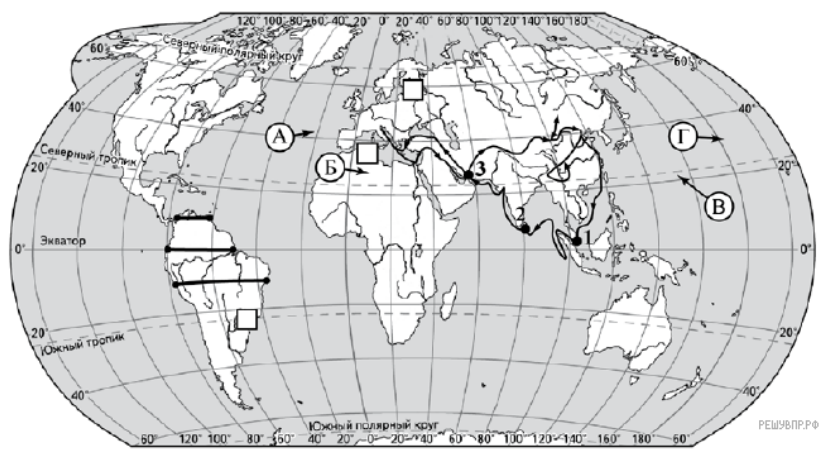 120° 100° 80° 60° 40° 20° 0° 20° 40° 60° 80° 100° 120° 140° 160° 180°
Северный полярный круг
60° 60°
40° 40°
А Г
Северный тропик
Б 3
20° 20°
В
2
1
Экватор
0° 0°
20° 20°
Южный тропик
40° 40°
Южный полярный круг
60° 120° 100° 80° 60° 40° 20° 0° 20° 40° 60° 80° 100° 120° 140° 160° 180° 60°
РЕШУВПР.РФ